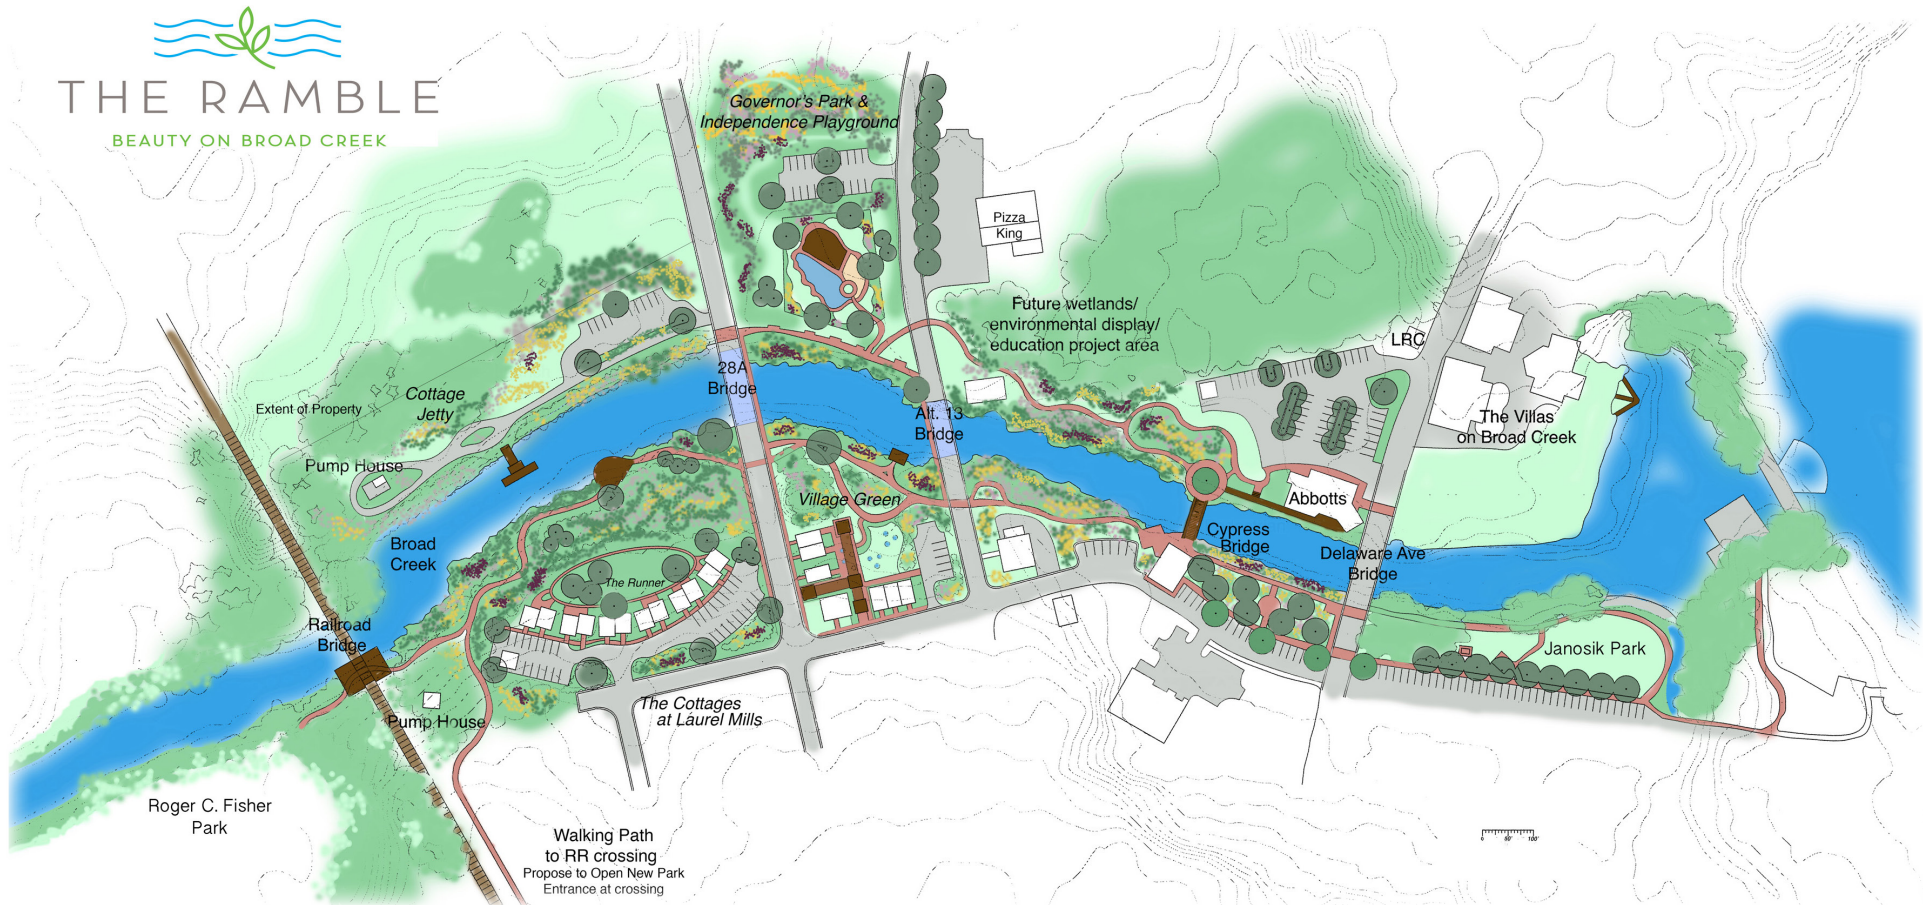 THE RAMBLE
BEAUTY ON BROAD CREEK
Governor's Park &
Independence Playground
Pizza
King
Future wetlands/
environmental display/
education project area
LRC
28A
Bridge
Cottage
Jetty
Extent of Property
Alt. 13
Bridge
The Villas
on Broad Creek
Pump House
Village Green
Abbotts
Broad
Creek
Cypress
Bridge
Delaware Ave
Bridge
The Runner
Railroad
Bridge
Janosik Park
Pump House
The Cottages
at Laurel Mills
Roger C. Fisher
Park
Walking Path
to RR crossing
Propose to Open New Park
Entrance at crossing
0 50' 100'